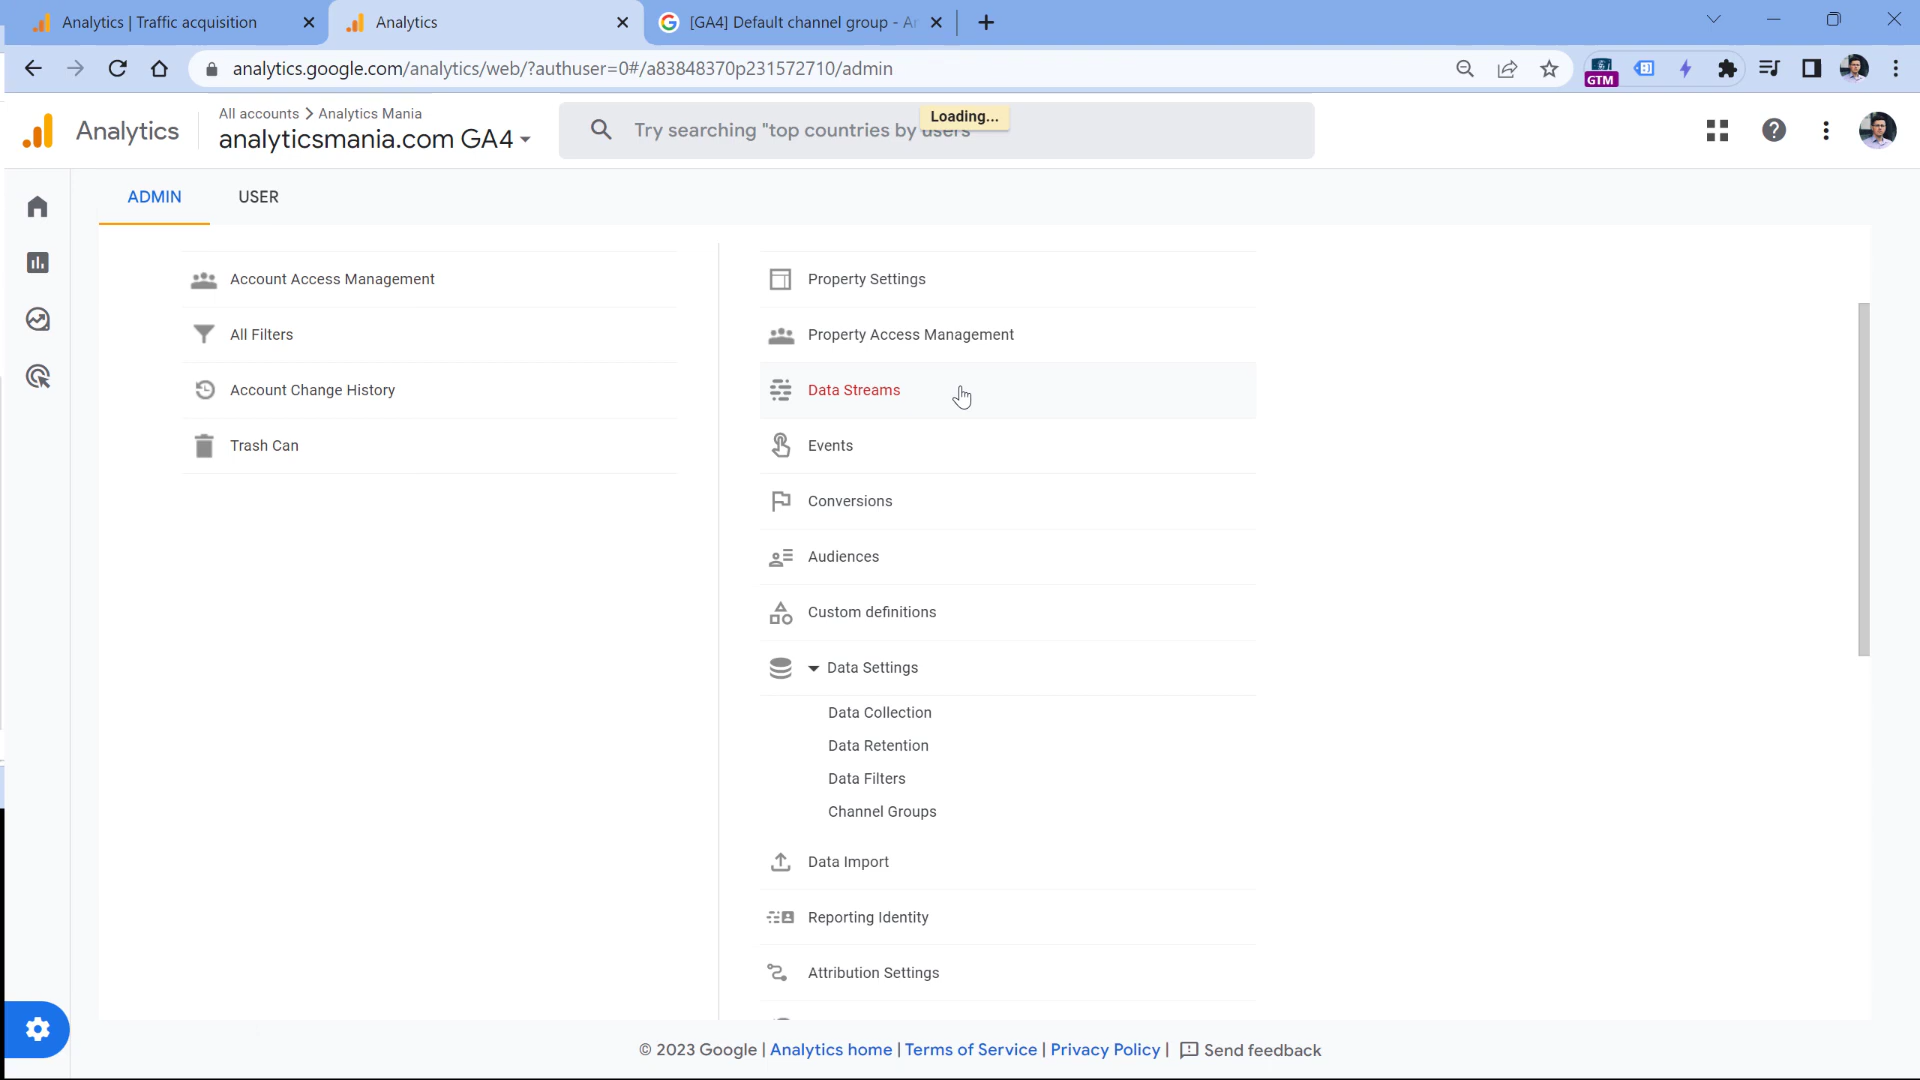 Analytics | Traffic acquisition
Analytics
[GA4] Default channel group - An
analytics.google.com/analytics/web/?authuser=0#/a83848370p231572710/admin
GTM
Analytics
All accounts > Analytics Mania
analyticsmania.com GA4
Try searching "top countries by users"
Loading...
ADMIN
USER
Account Access Management
All Filters
Account Change History
Trash Can
Property Settings
Property Access Management
Data Streams
Events
Conversions
Audiences
Custom definitions
Data Settings
Data Collection
Data Retention
Data Filters
Channel Groups
Data Import
Reporting Identity
Attribution Settings
© 2023 Google | Analytics home | Terms of Service | Privacy Policy | Send feedback